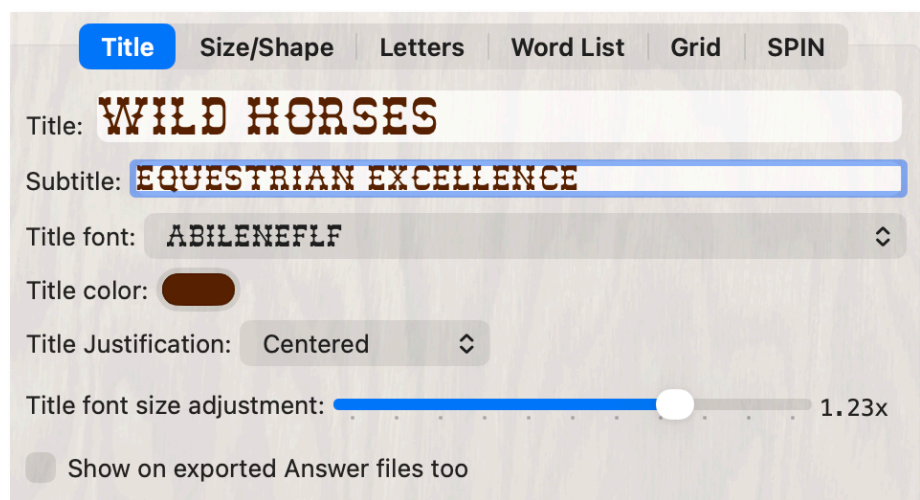 Title Size/Shape Letters Word List Grid SPIN
Title: WILD HORSES
Subtitle: EQUESTRIAN EXCELLENCE
Title font: ABILENEFLF
Title color:
Title Justification: Centered
Title font size adjustment: 1.23x
Show on exported Answer files too